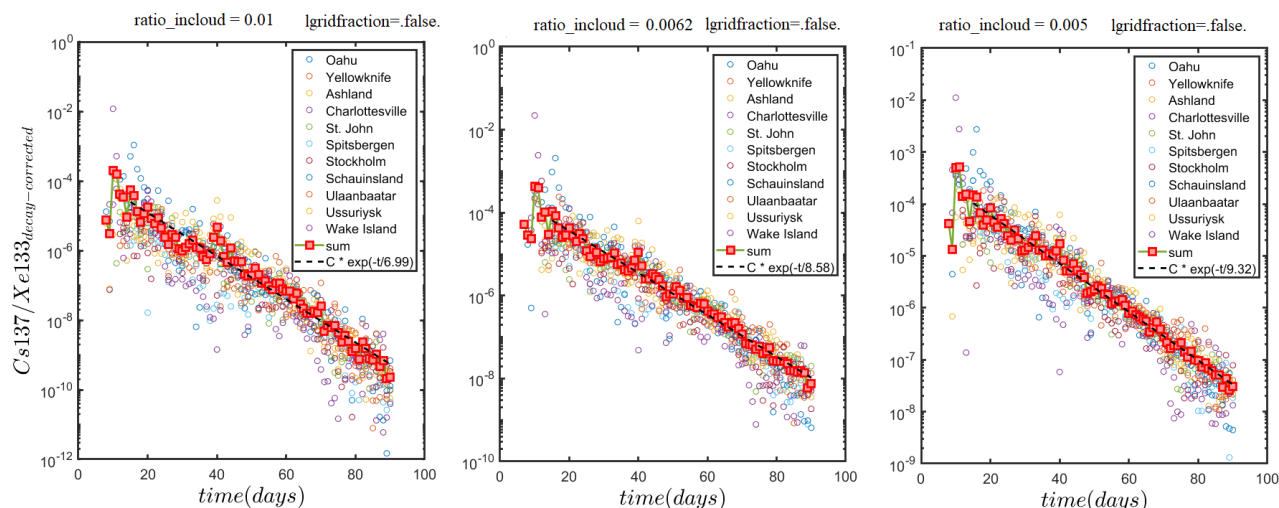 ratio_incloud = 0.01 lgridfraction=.false.
10^0
10^-2
10^-4
10^-6
10^-8
10^-10
10^-12
Cs137/Xe133_decay-corrected
Oahu
Yellowknife
Ashland
Charlottesville
St. John
Spitsbergen
Stockholm
Schauinsland
Ulaanbaatar
Ussuriysk
Wake Island
sum
C * exp(-t/6.99)
0 20 40 60 80 100
time(days)
ratio_incloud = 0.0062 lgridfraction=.false.
10^0
10^-2
10^-4
10^-6
10^-8
10^-10
Oahu
Yellowknife
Ashland
Charlottesville
St. John
Spitsbergen
Stockholm
Schauinsland
Ulaanbaatar
Ussuriysk
Wake Island
sum
C * exp(-t/8.58)
0 20 40 60 80 100
time(days)
ratio_incloud = 0.005 lgridfraction=.false.
10^-1
10^-2
10^-3
10^-4
10^-5
10^-6
10^-7
10^-8
10^-9
Oahu
Yellowknife
Ashland
Charlottesville
St. John
Spitsbergen
Stockholm
Schauinsland
Ulaanbaatar
Ussuriysk
Wake Island
sum
C * exp(-t/9.32)
0 20 40 60 80 100
time(days)